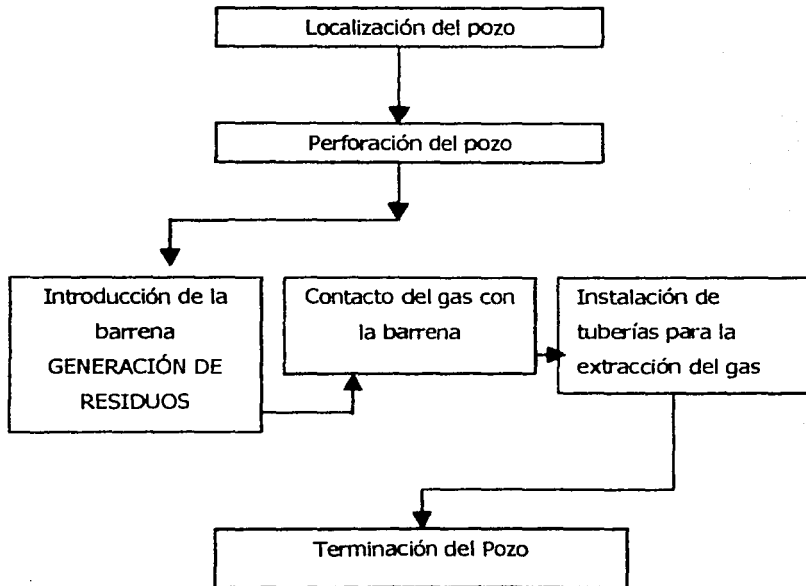 Localización del pozo
Perforación del pozo
Introducción de la
barrena
GENERACIÓN DE
RESIDUOS
Contacto del gas con
la barrena
Instalación de
tuberías para la
extracción del gas
Terminación del Pozo